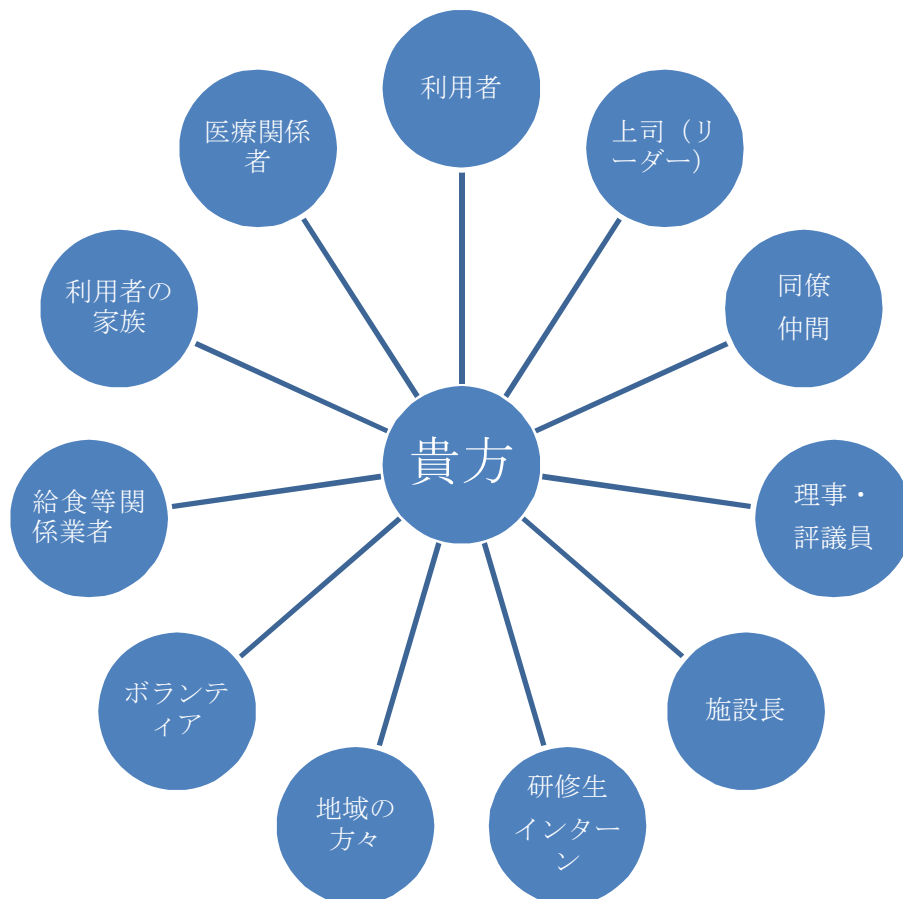 利用者
上司（リ
ーダー）
同僚
仲間
理事・
評議員
施設長
研修生
インター
ン
地域の
方々
ボランテ
ィア
給食等関
係業者
利用者の
家族
医療関係
者
貴方